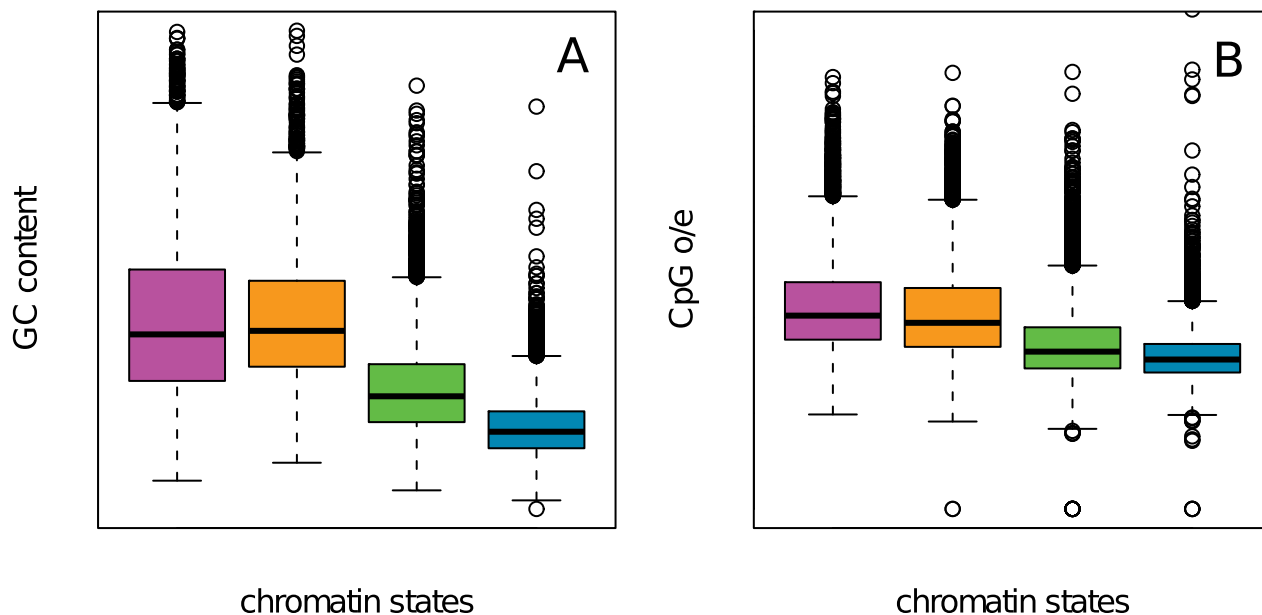 A
GC content
chromatin states
B
CpG o/e
chromatin states